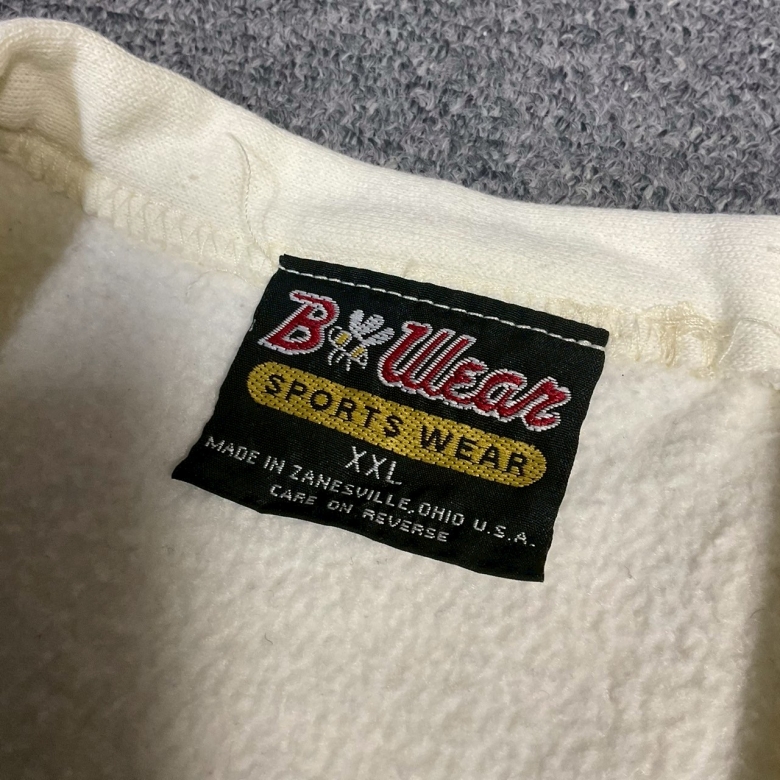 B Wear
SPORTS WEAR
XXL
MADE IN ZANESVILLE, OHIO U.S.A.
CARE ON REVERSE